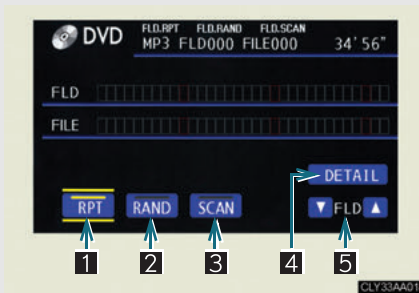 DVD FLD.RPT FLD.RAND FLD.SCAN
MP3 FLD000 FILE000 34'56"
FLD
FILE
DETAIL
RPT RAND SCAN ▼ FLD ▲
1 2 3 4 5
CLY33AA01